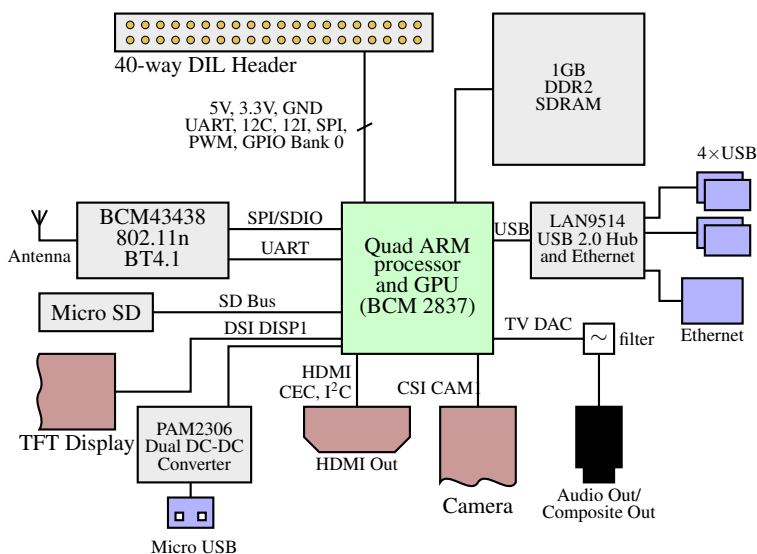 40-way DIL Header
1GB
DDR2
SDRAM
5V, 3.3V, GND
UART, 12C, 12I, SPI,
PWM, GPIO Bank 0
4×USB
BCM43438
802.11n
BT4.1
Antenna
SPI/SDIO
UART
Quad ARM
processor
and GPU
(BCM 2837)
USB
LAN9514
USB 2.0 Hub
and Ethernet
Ethernet
Micro SD
SD Bus
DSI DISP1
TV DAC
~
filter
TFT Display
HDMI
CEC, I²C
CSI CAM1
PAM2306
Dual DC-DC
Converter
HDMI Out
Camera
Audio Out/
Composite Out
Micro USB